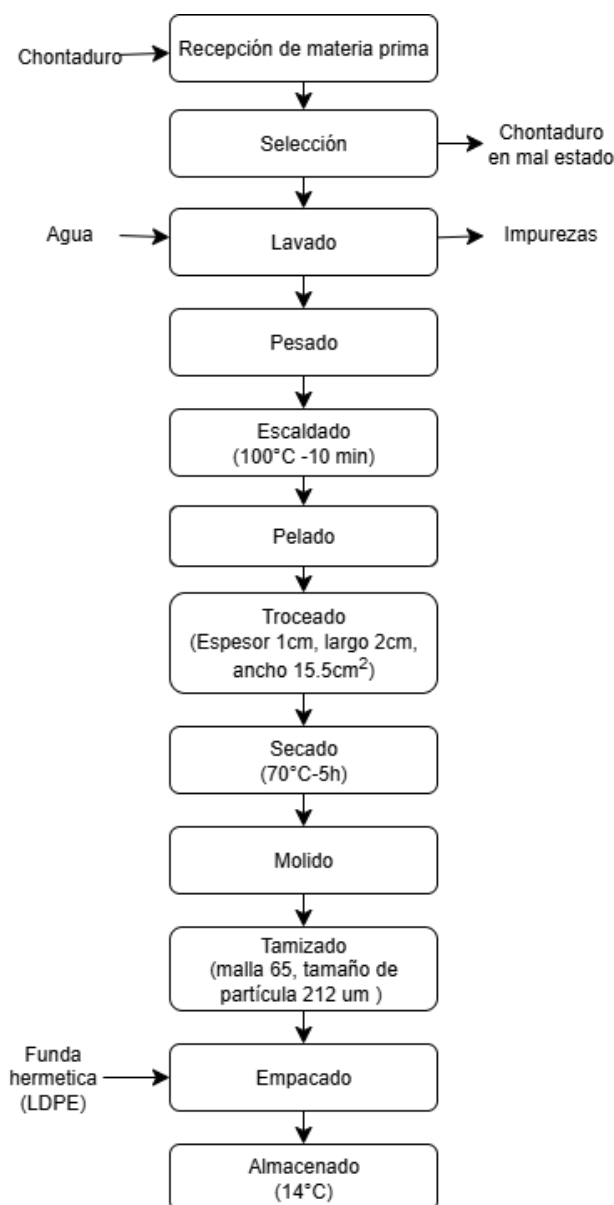 Chontaduro
Recepción de materia prima
Selección
Chontaduro
en mal estado
Agua
Lavado
Impurezas
Pesado
Escaldado
(100°C -10 min)
Pelado
Troceado
(Espesor 1cm, largo 2cm,
ancho 15.5cm²)
Secado
(70°C-5h)
Molido
Tamizado
(malla 65, tamaño de
partícula 212 um )
Funda
hermetica
(LDPE)
Empacado
Almacenado
(14°C)